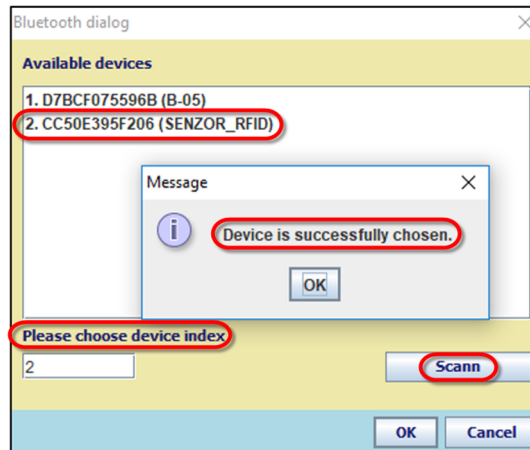 Bluetooth dialog
Available devices
1. D7BCF075596B (B-05)
2. CC50E395F206 (SENZOR_RFID)
Message
i
Device is successfully chosen.
OK
Please choose device index
2
Scann
OK
Cancel